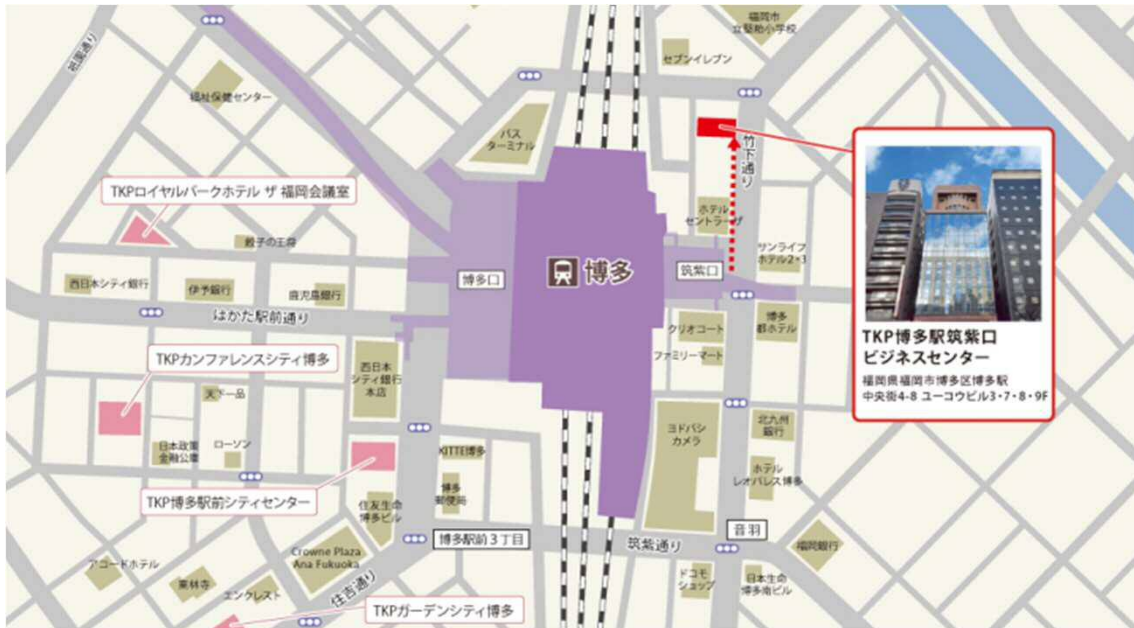 福岡市
立堅粕小学校
祇園通り
セブンイレブン
福祉保健センター
バス
ターミナル
竹下通り
TKPロイヤルパークホテル ザ 福岡会議室
ホテル
セントラーザ
餃子の王将
サンライフ
ホテル2・3
博多口
博多
筑紫口
西日本シティ銀行
伊予銀行
鹿児島銀行
はかた駅前通り
クリオコート
博多
都ホテル
ファミリーマート
TKP博多駅筑紫口
ビジネスセンター
福岡県福岡市博多区博多駅
中央街4-8 ユーコウビル3・7・8・9F
TKPカンファレンスシティ博多
西日本
シティ銀行
本店
天下一品
ヨドバシ
カメラ
北九州
銀行
日本政策
金融公庫
ローソン
KITTE博多
ホテル
レオパレス博多
TKP博多駅前シティセンター
住友生命
博多ビル
博多
郵便局
博多駅前3丁目
筑紫通り
音羽
福岡銀行
Crowne Plaza
Ana Fukuoka
アコードホテル
東林寺
エンクレスト
住吉通り
ドコモ
ショップ
日本生命
博多南ビル
TKPガーデンシティ博多